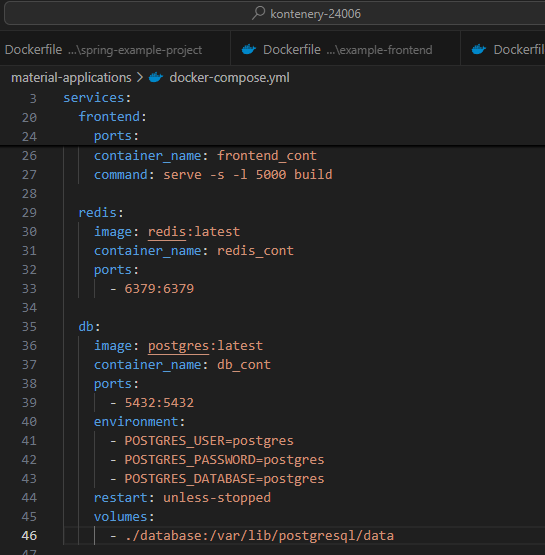 kontenery-24006
Dockerfile ...\spring-example-project Dockerfile ...\example-frontend Dockerfil
material-applications > docker-compose.yml
3 services:
20 frontend:
24 ports:
26 container_name: frontend_cont
27 command: serve -s -l 5000 build
28
29 redis:
30 image: redis:latest
31 container_name: redis_cont
32 ports:
33 - 6379:6379
34
35 db:
36 image: postgres:latest
37 container_name: db_cont
38 ports:
39 - 5432:5432
40 environment:
41 - POSTGRES_USER=postgres
42 - POSTGRES_PASSWORD=postgres
43 - POSTGRES_DATABASE=postgres
44 restart: unless-stopped
45 volumes:
46 - ./database:/var/lib/postgresql/data
47